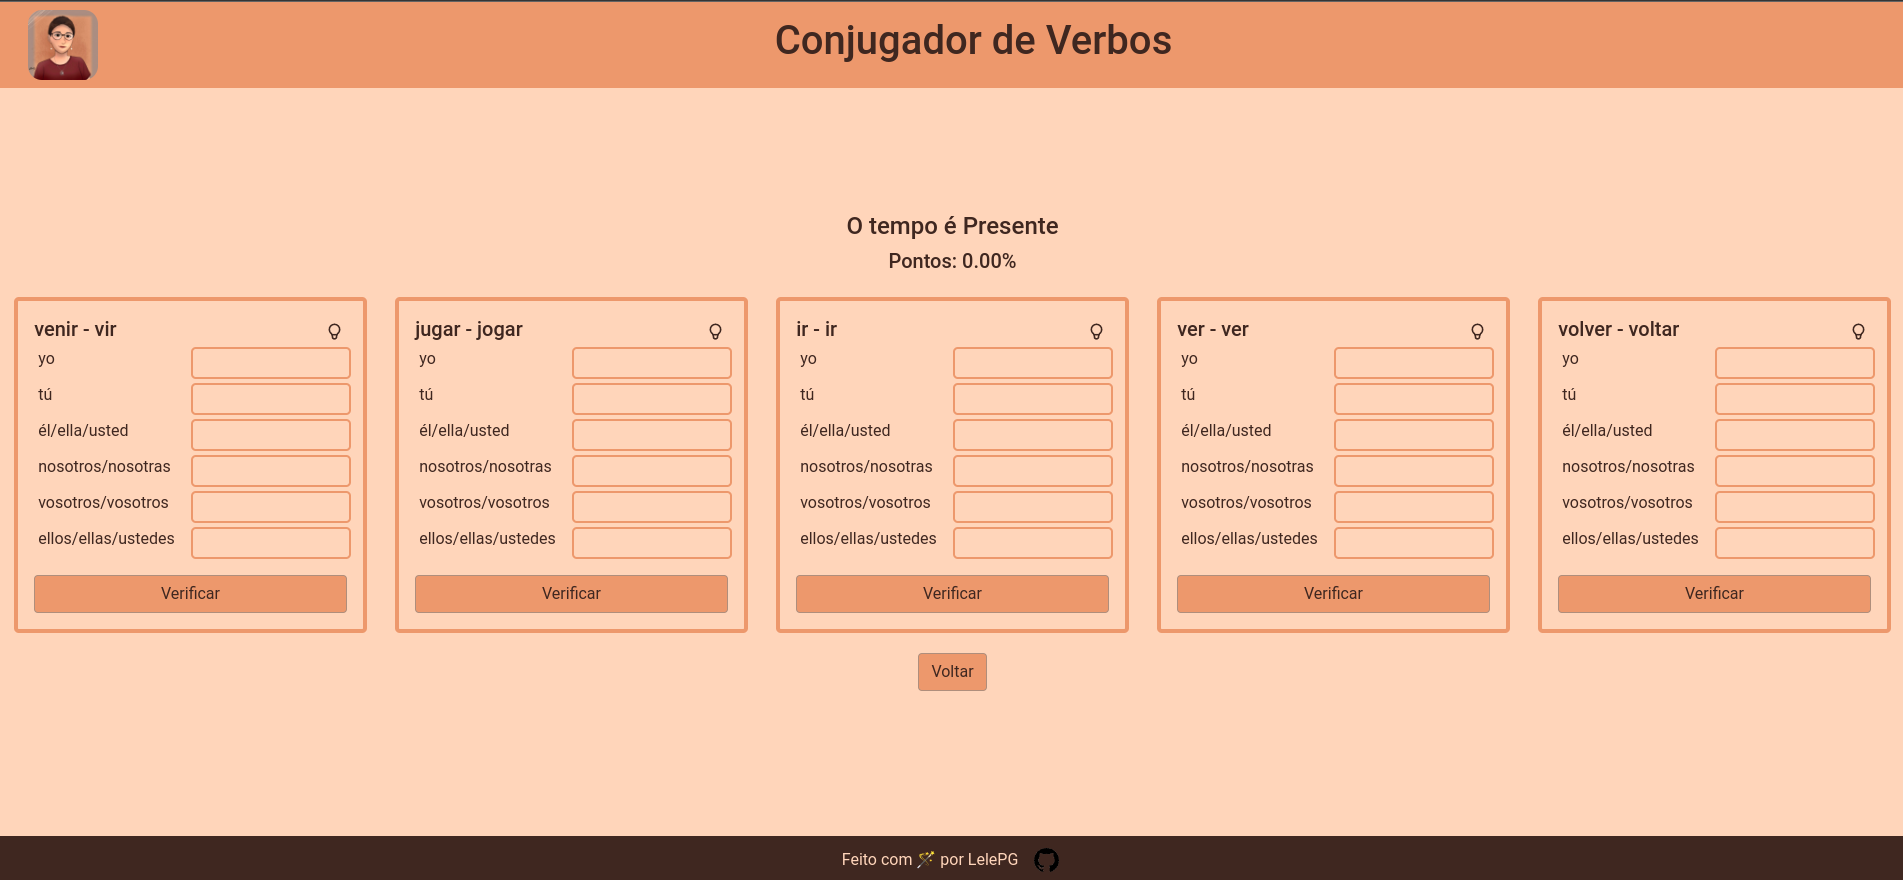 Conjugador de Verbos
O tempo é Presente
Pontos: 0.00%
venir - vir
yo
tú
él/ella/usted
nosotros/nosotras
vosotros/vosotros
ellos/ellas/ustedes
Verificar
jugar - jogar
yo
tú
él/ella/usted
nosotros/nosotras
vosotros/vosotros
ellos/ellas/ustedes
Verificar
ir - ir
yo
tú
él/ella/usted
nosotros/nosotras
vosotros/vosotros
ellos/ellas/ustedes
Verificar
ver - ver
yo
tú
él/ella/usted
nosotros/nosotras
vosotros/vosotros
ellos/ellas/ustedes
Verificar
volver - voltar
yo
tú
él/ella/usted
nosotros/nosotras
vosotros/vosotros
ellos/ellas/ustedes
Verificar
Voltar
Feito com 🪄 por LelePG